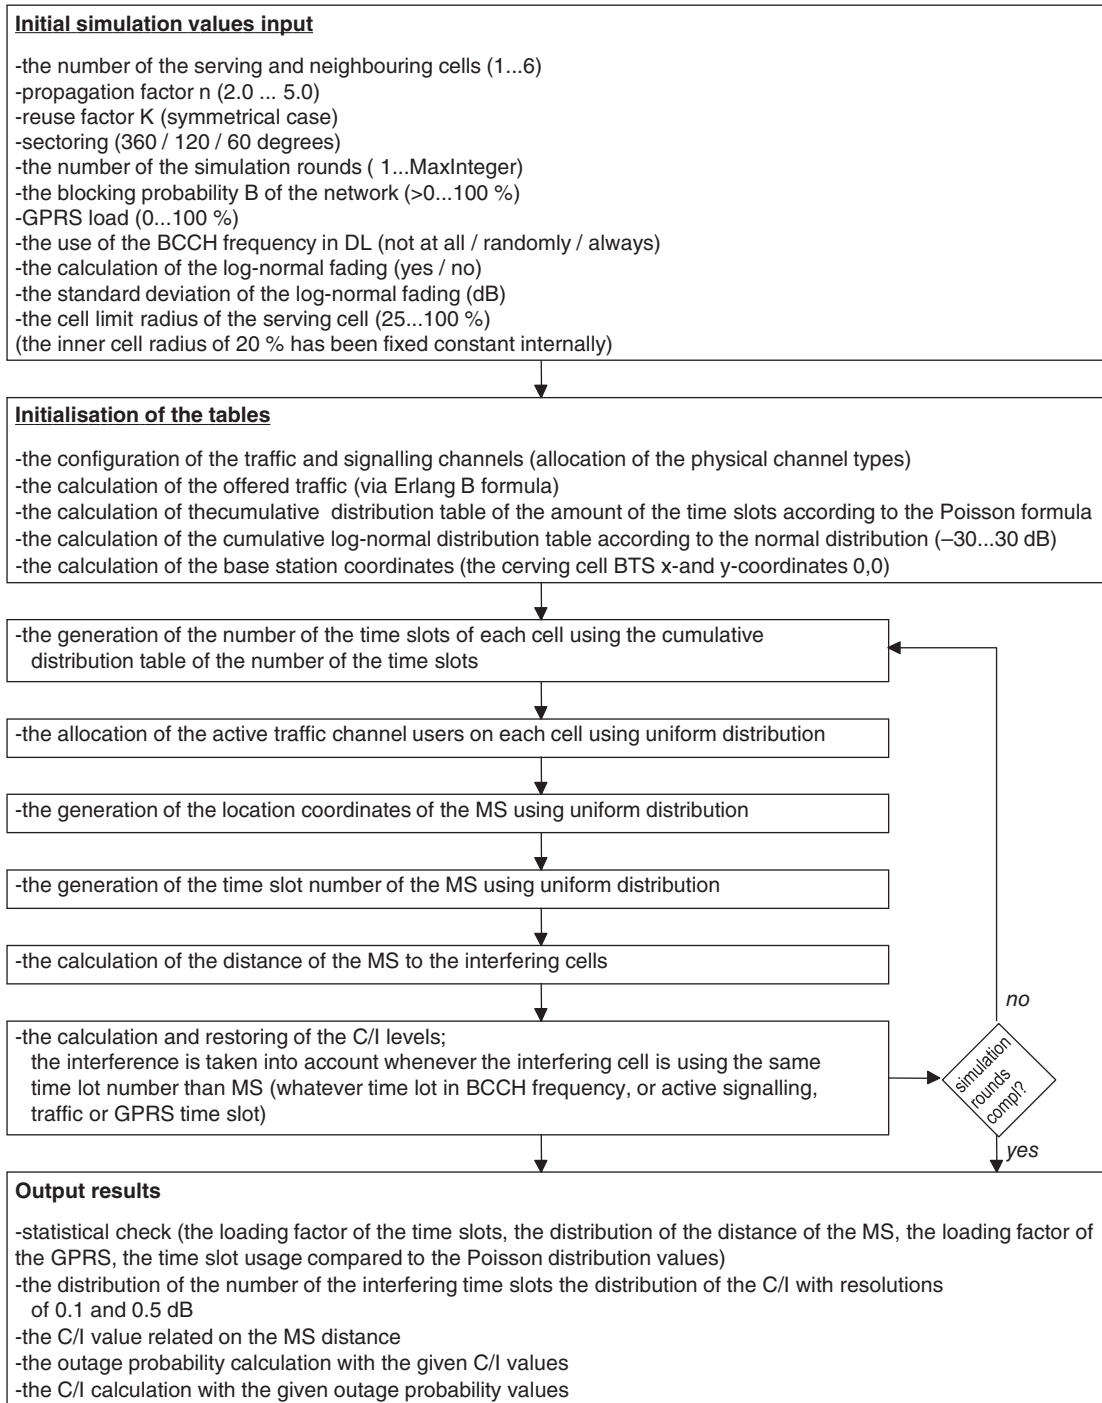 Initial simulation values input
-the number of the serving and neighbouring cells (1...6)
-propagation factor n (2.0 ... 5.0)
-reuse factor K (symmetrical case)
-sectoring (360 / 120 / 60 degrees)
-the number of the simulation rounds ( 1...MaxInteger)
-the blocking probability B of the network (>0...100 %)
-GPRS load (0...100 %)
-the use of the BCCH frequency in DL (not at all / randomly / always)
-the calculation of the log-normal fading (yes / no)
-the standard deviation of the log-normal fading (dB)
-the cell limit radius of the serving cell (25...100 %)
(the inner cell radius of 20 % has been fixed constant internally)
Initialisation of the tables
-the configuration of the traffic and signalling channels (allocation of the physical channel types)
-the calculation of the offered traffic (via Erlang B formula)
-the calculation of thecumulative distribution table of the amount of the time slots according to the Poisson formula
-the calculation of the cumulative log-normal distribution table according to the normal distribution (–30...30 dB)
-the calculation of the base station coordinates (the cerving cell BTS x-and y-coordinates 0,0)
-the generation of the number of the time slots of each cell using the cumulative
distribution table of the number of the time slots
-the allocation of the active traffic channel users on each cell using uniform distribution
-the generation of the location coordinates of the MS using uniform distribution
-the generation of the time slot number of the MS using uniform distribution
-the calculation of the distance of the MS to the interfering cells
-the calculation and restoring of the C/I levels;
the interference is taken into account whenever the interfering cell is using the same
time lot number than MS (whatever time lot in BCCH frequency, or active signalling,
traffic or GPRS time slot)
no
simulation
rounds
compl?
yes
Output results
-statistical check (the loading factor of the time slots, the distribution of the distance of the MS, the loading factor of
the GPRS, the time slot usage compared to the Poisson distribution values)
-the distribution of the number of the interfering time slots the distribution of the C/I with resolutions
of 0.1 and 0.5 dB
-the C/I value related on the MS distance
-the outage probability calculation with the given C/I values
-the C/I calculation with the given outage probability values